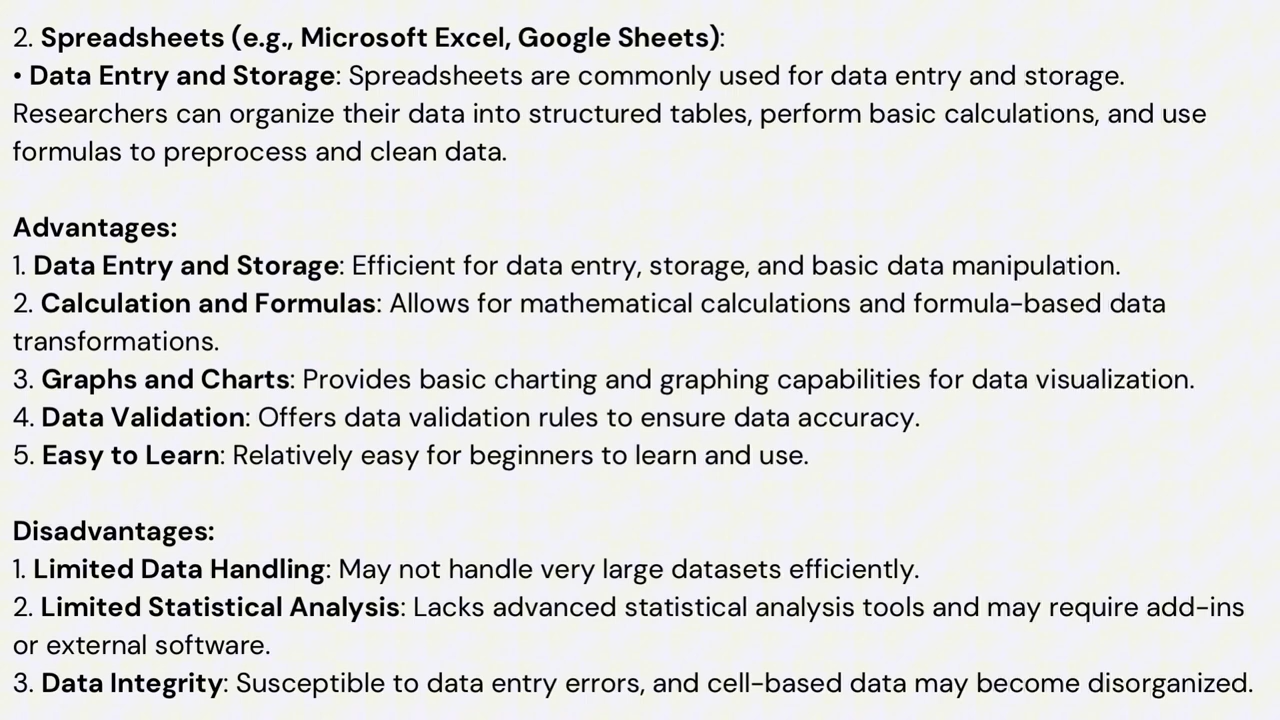 2. Spreadsheets (e.g., Microsoft Excel, Google Sheets):
• Data Entry and Storage: Spreadsheets are commonly used for data entry and storage.
Researchers can organize their data into structured tables, perform basic calculations, and use
formulas to preprocess and clean data.
Advantages:
1. Data Entry and Storage: Efficient for data entry, storage, and basic data manipulation.
2. Calculation and Formulas: Allows for mathematical calculations and formula-based data
transformations.
3. Graphs and Charts: Provides basic charting and graphing capabilities for data visualization.
4. Data Validation: Offers data validation rules to ensure data accuracy.
5. Easy to Learn: Relatively easy for beginners to learn and use.
Disadvantages:
1. Limited Data Handling: May not handle very large datasets efficiently.
2. Limited Statistical Analysis: Lacks advanced statistical analysis tools and may require add-ins
or external software.
3. Data Integrity: Susceptible to data entry errors, and cell-based data may become disorganized.